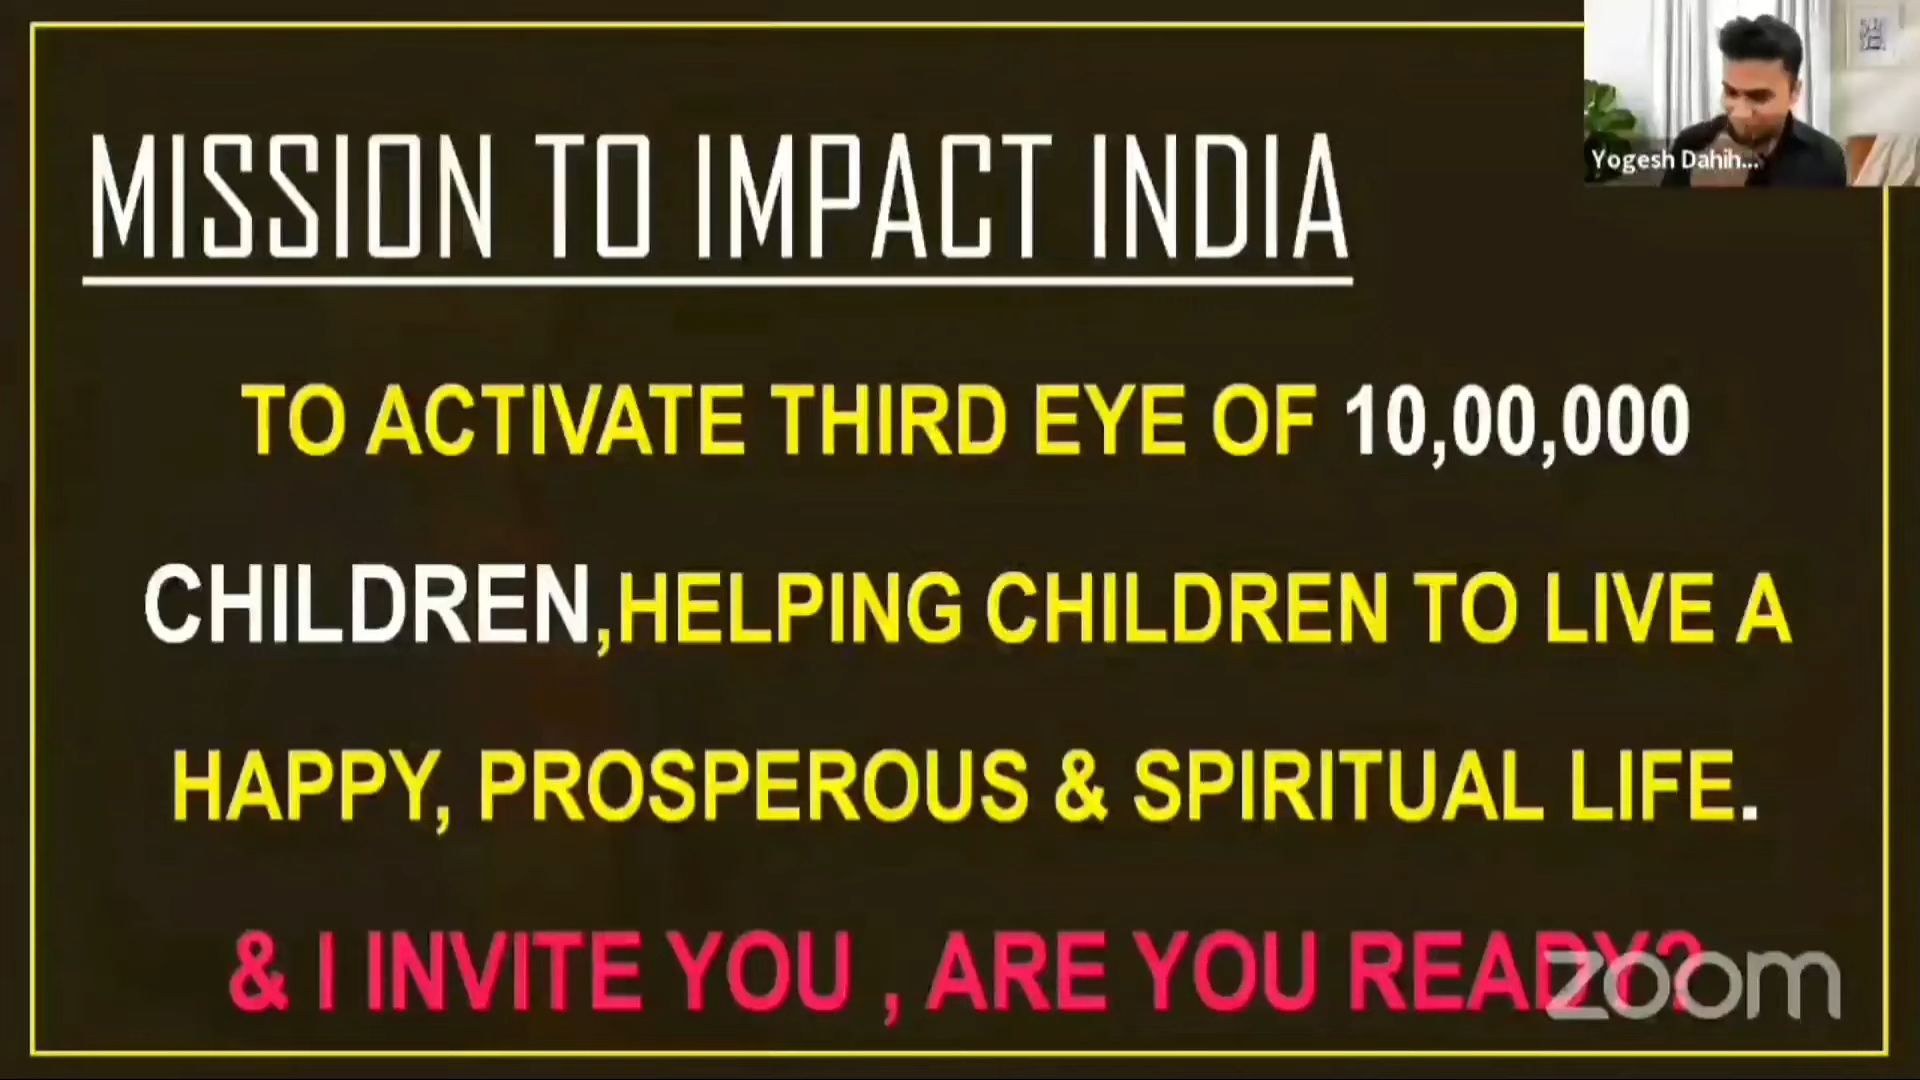 MISSION TO IMPACT INDIA
Yogesh Dahih...
TO ACTIVATE THIRD EYE OF 10,00,000
CHILDREN,HELPING CHILDREN TO LIVE A
HAPPY, PROSPEROUS & SPIRITUAL LIFE.
& I INVITE YOU , ARE YOU READY?
zoom